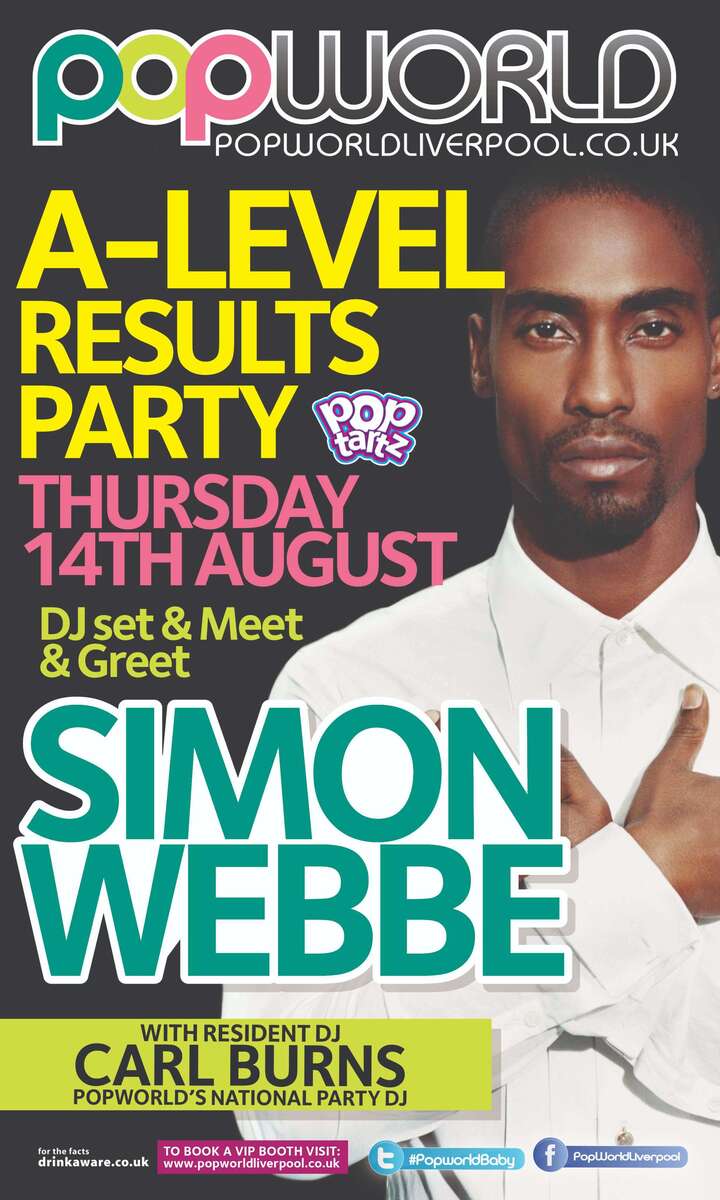 popWORLD
POPWORLDLIVERPOOL.CO.UK
A-LEVEL
RESULTS
PARTY
POP
tartZ
THURSDAY
14TH AUGUST
DJ set & Meet
& Greet
SIMON
WEBBE
WITH RESIDENT DJ
CARL BURNS
POPWORLD'S NATIONAL PARTY DJ
for the facts
drinkaware.co.uk
TO BOOK A VIP BOOTH VISIT:
www.popworldliverpool.co.uk
#PopworldBaby
PopWorldLiverpool